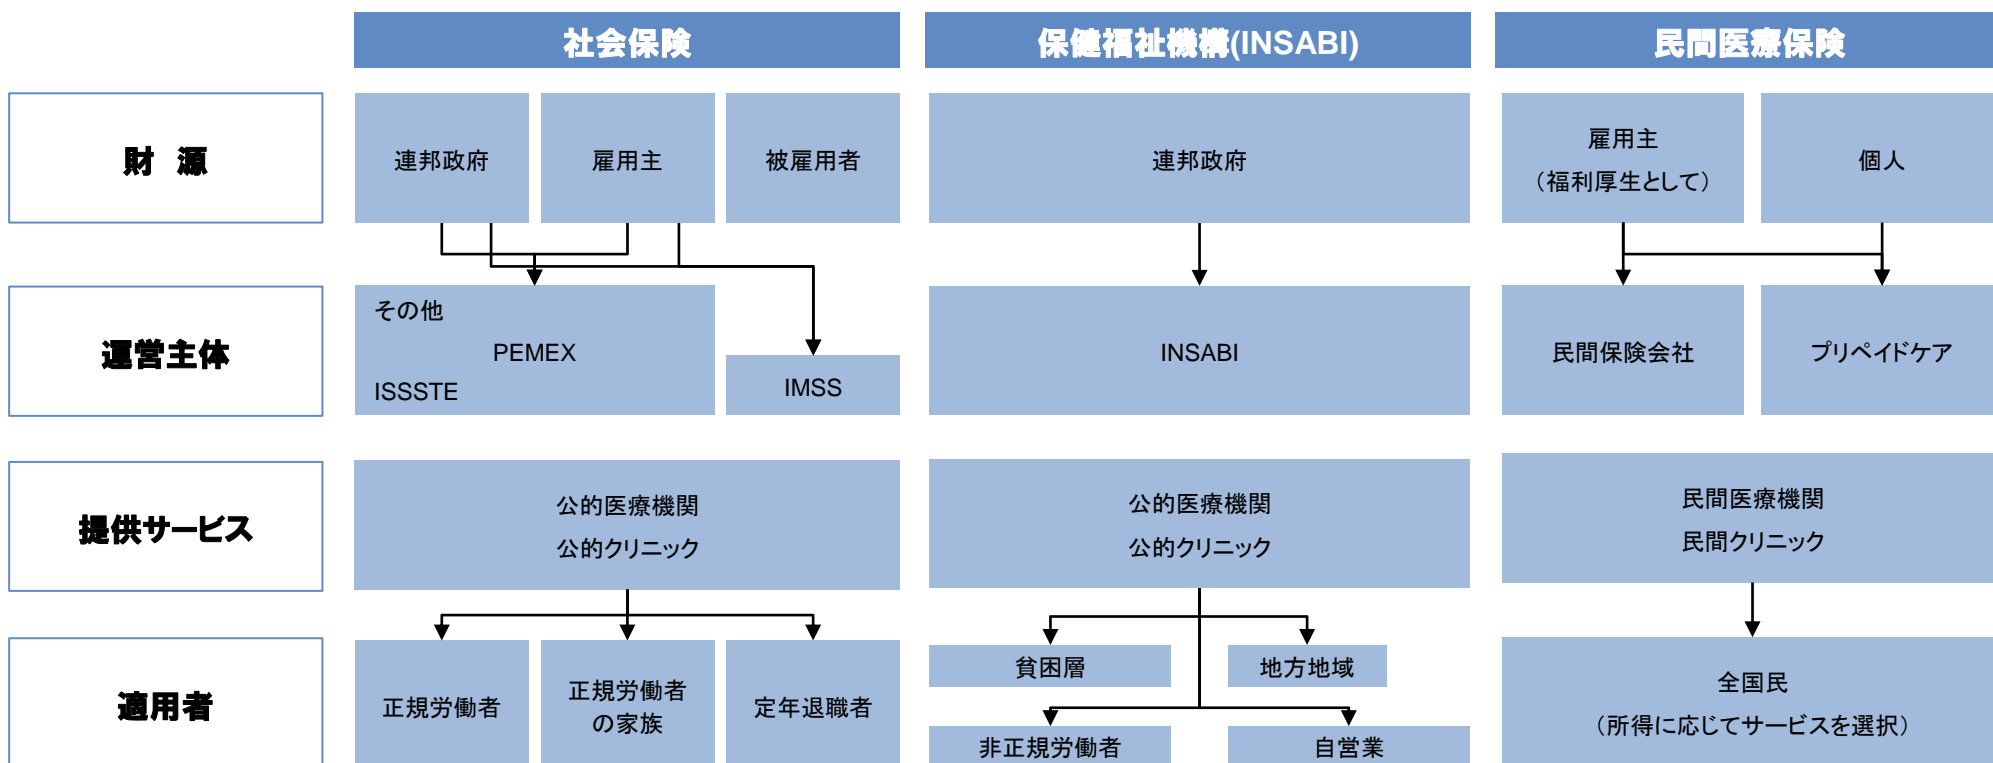 社会保険
保健福祉機構(INSABI)
民間医療保険
財 源
連邦政府
雇用主
被雇用者
連邦政府
雇用主
（福利厚生として）
個人
運営主体
その他
PEMEX
ISSSTE
IMSS
INSABI
民間保険会社
プリペイドケア
提供サービス
公的医療機関
公的クリニック
公的医療機関
公的クリニック
民間医療機関
民間クリニック
適用者
正規労働者
正規労働者
の家族
定年退職者
貧困層
地方地域
非正規労働者
自営業
全国民
（所得に応じてサービスを選択）